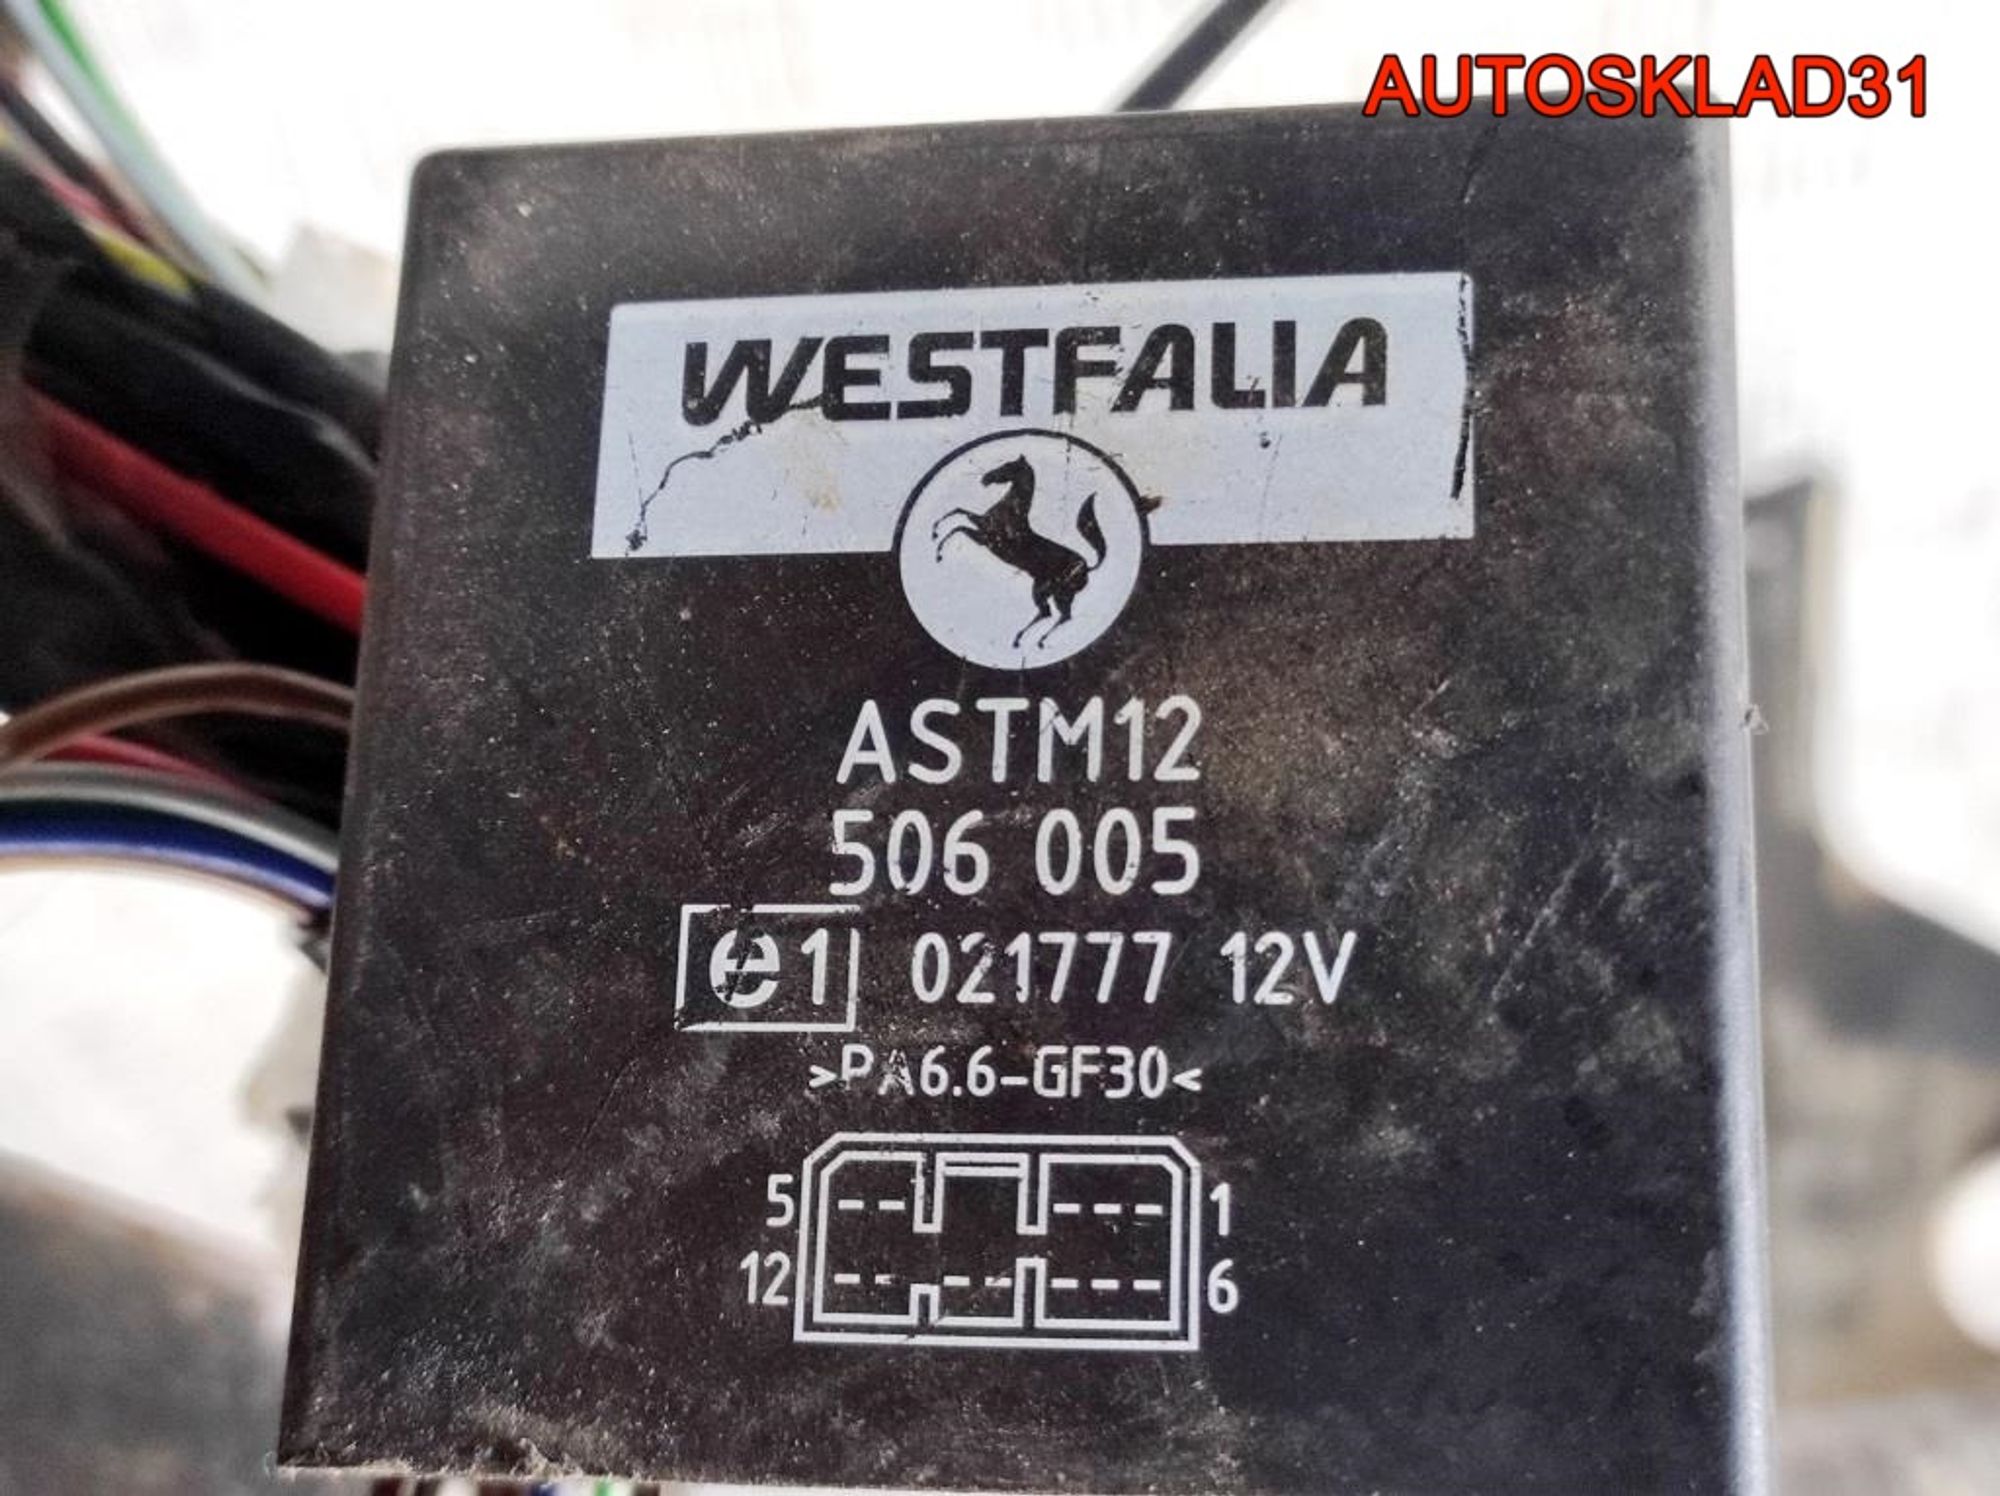 AUTOSKLAD31
WESTFALIA
ASTM12
506 005
e1 021777 12V
>PA6.6-GF30<
5 1
12 6